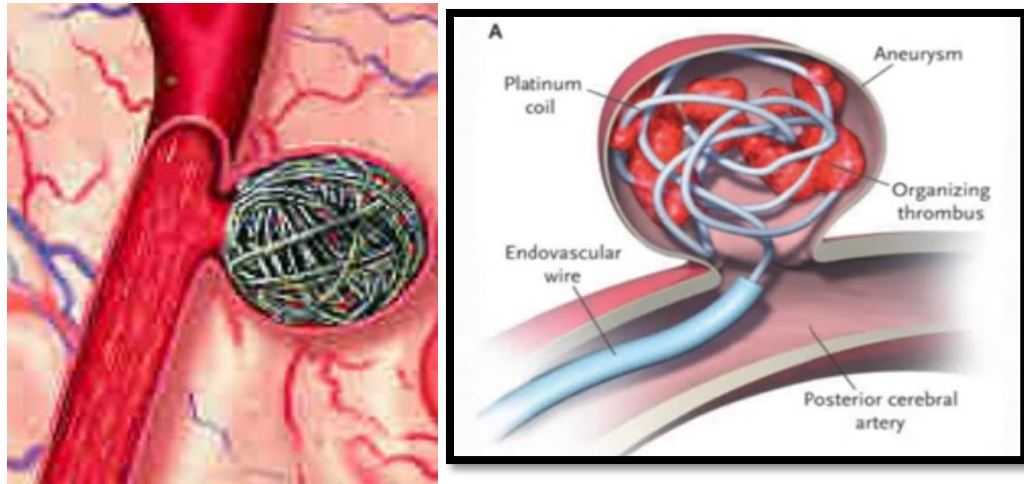 A
Aneurysm
Platinum
coil
Organizing
thrombus
Endovascular
wire
Posterior cerebral
artery